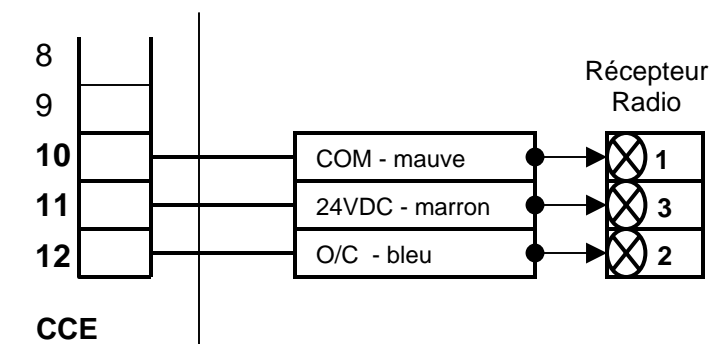 8
Récepteur
Radio
9
10 COM - mauve 1
11 24VDC - marron 3
12 O/C - bleu 2
CCE